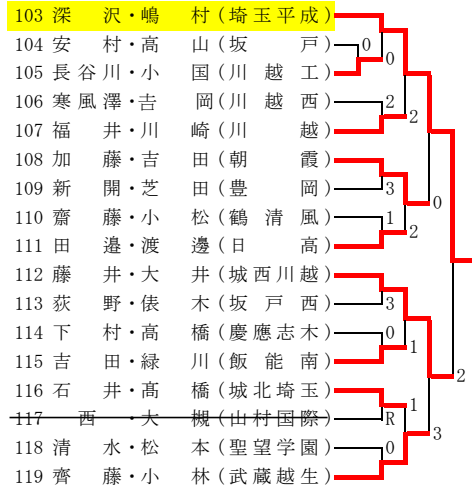 103 深沢・嶋村(埼玉平成)
104 安村・高山(坂戸) 0
105 長谷川・小国(川越工) 0
106 寒風澤・吉岡(川越西) 2
107 福井・川崎(川越) 2
108 加藤・吉田(朝霞)
109 新開・芝田(豊岡) 3
110 齋藤・小松(鶴清風) 1 0
111 田邉・渡邊(日高) 2
112 藤井・大井(城西川越)
113 荻野・俵木(坂戸西) 3
114 下村・高橋(慶應志木) 0
115 吉田・緑川(飯能南) 1
116 石井・髙橋(城北埼玉) 2
117 西・大槻(山村国際) R 1
118 清水・松本(聖望学園) 0 3
119 齊藤・小林(武蔵越生)